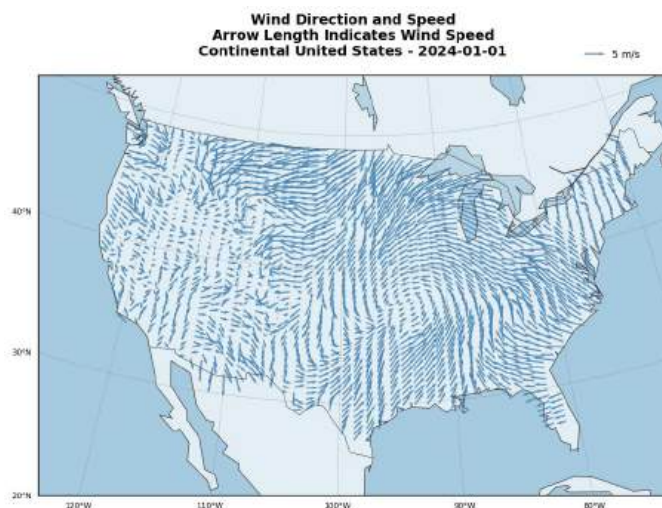 Wind Direction and Speed
Arrow Length Indicates Wind Speed
Continental United States - 2024-01-01
5 m/s
40°N
30°N
20°N
120°W
110°W
100°W
90°W
80°W